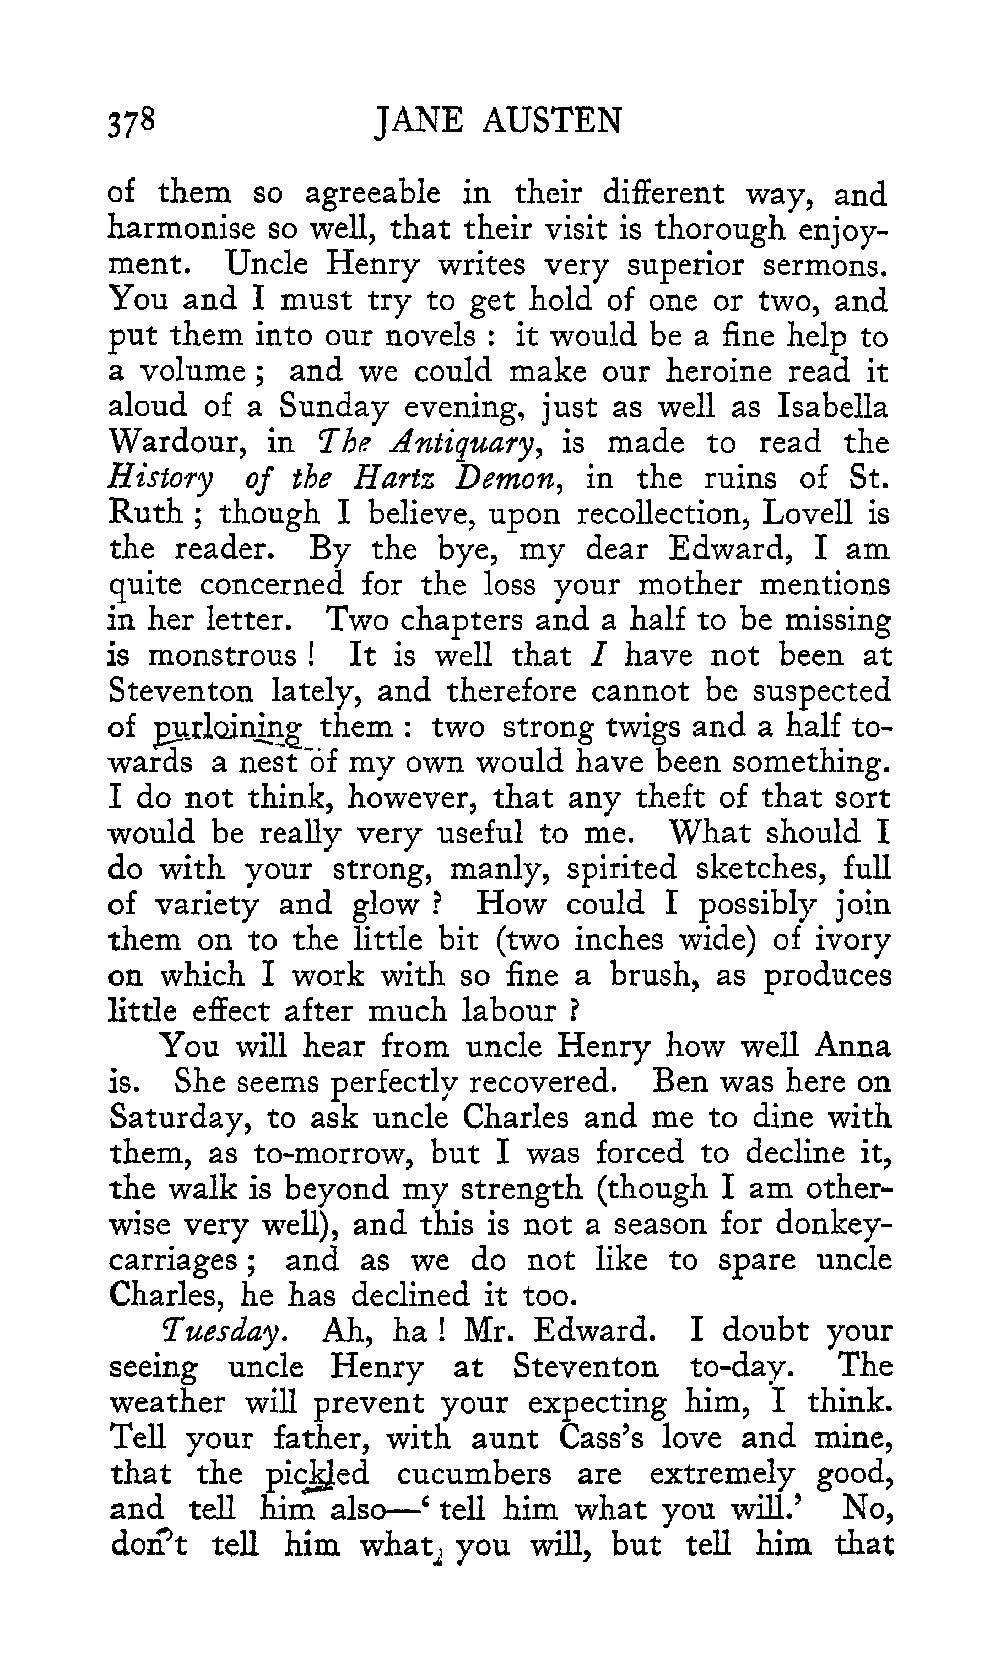 378 JANE AUSTEN
of them so agreeable in their different way, and
harmonise so well, that their visit is thorough enjoy-
ment. Uncle Henry writes very superior sermons.
You and I must try to get hold of one or two, and
put them into our novels : it would be a fine help to
a volume ; and we could make our heroine read it
aloud of a Sunday evening, just as well as Isabella
Wardour, in The Antiquary, is made to read the
History of the Hartz Demon, in the ruins of St.
Ruth ; though I believe, upon recollection, Lovell is
the reader. By the bye, my dear Edward, I am
quite concerned for the loss your mother mentions
in her letter. Two chapters and a half to be missing
is monstrous ! It is well that I have not been at
Steventon lately, and therefore cannot be suspected
of purloining them : two strong twigs and a half to-
wards a nest of my own would have been something.
I do not think, however, that any theft of that sort
would be really very useful to me. What should I
do with your strong, manly, spirited sketches, full
of variety and glow ? How could I possibly join
them on to the little bit (two inches wide) of ivory
on which I work with so fine a brush, as produces
little effect after much labour ?
You will hear from uncle Henry how well Anna
is. She seems perfectly recovered. Ben was here on
Saturday, to ask uncle Charles and me to dine with
them, as to-morrow, but I was forced to decline it,
the walk is beyond my strength (though I am other-
wise very well), and this is not a season for donkey-
carriages ; and as we do not like to spare uncle
Charles, he has declined it too.
Tuesday. Ah, ha ! Mr. Edward. I doubt your
seeing uncle Henry at Steventon to-day. The
weather will prevent your expecting him, I think.
Tell your father, with aunt Cass's love and mine,
that the pickled cucumbers are extremely good,
and tell him also—' tell him what you will.' No,
don't tell him what you will, but tell him that